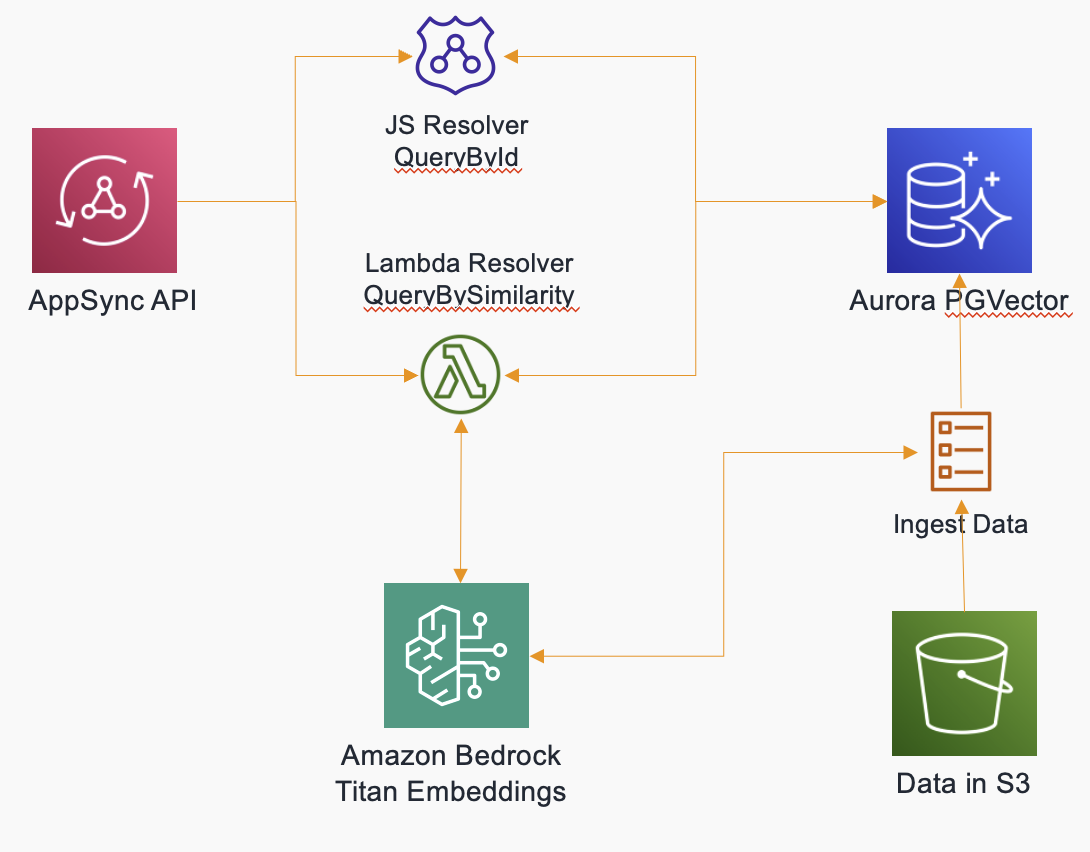 JS Resolver
QueryById
Lambda Resolver
QueryBySimilarity
AppSync API
Aurora PGVector
Ingest Data
Amazon Bedrock
Titan Embeddings
Data in S3